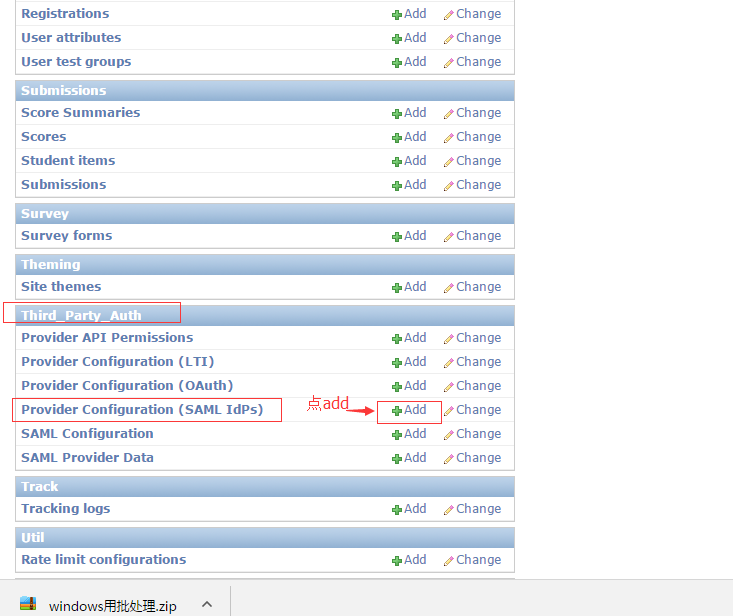 Registrations Add Change
User attributes Add Change
User test groups Add Change
Submissions
Score Summaries Add Change
Scores Add Change
Student items Add Change
Submissions Add Change
Survey
Survey forms Add Change
Theming
Site themes Add Change
Third_Party_Auth
Provider API Permissions Add Change
Provider Configuration (LTI) Add Change
Provider Configuration (OAuth) Add Change
Provider Configuration (SAML IdPs) 点add Add Change
SAML Configuration Add Change
SAML Provider Data Add Change
Track
Tracking logs Add Change
Util
Rate limit configurations Add Change
windows用批处理.zip